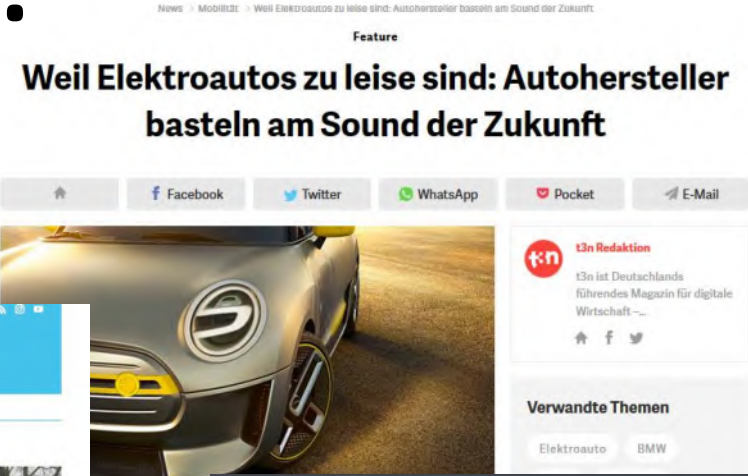 News > Mobilität > Weil Elektroautos zu leise sind: Autohersteller basteln am Sound der Zukunft
Feature
Weil Elektroautos zu leise sind: Autohersteller
basteln am Sound der Zukunft
Facebook
Twitter
WhatsApp
Pocket
E-Mail
t3n
t3n Redaktion
t3n ist Deutschlands
führendes Magazin für digitale
Wirtschaft –...
Verwandte Themen
Elektroauto
BMW